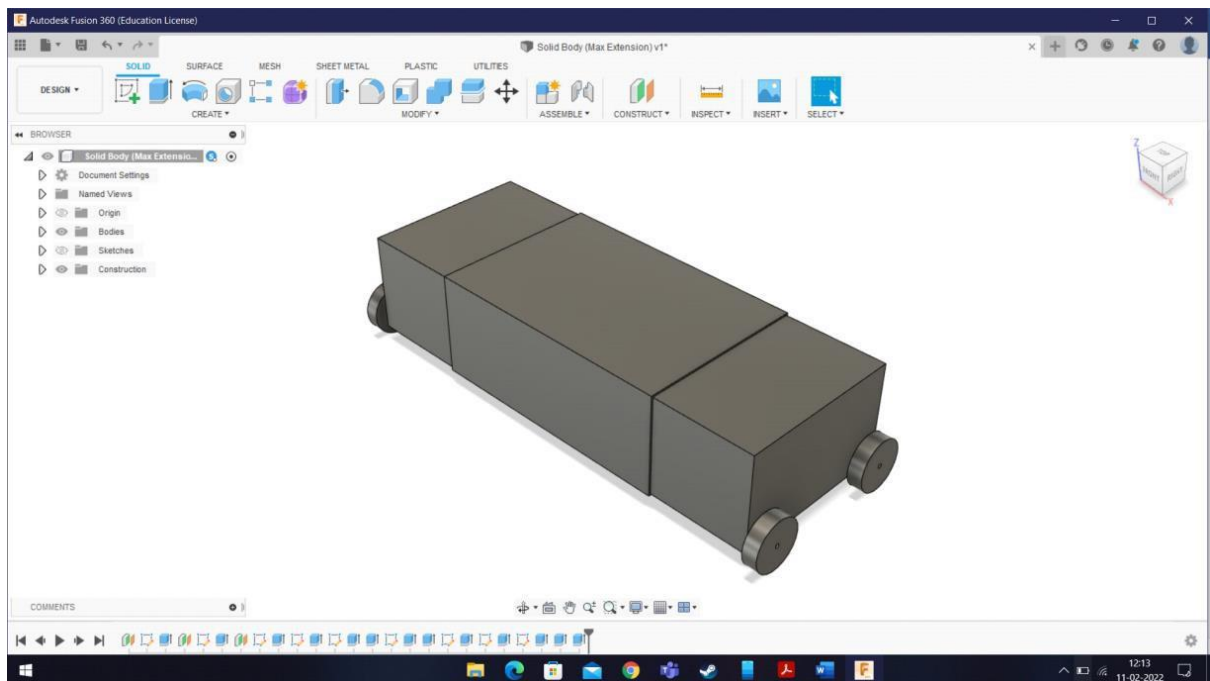 Autodesk Fusion 360 (Education License)
Solid Body (Max Extension) v1*
SOLID SURFACE MESH SHEET METAL PLASTIC UTILITIES
DESIGN
CREATE MODIFY ASSEMBLE CONSTRUCT INSPECT INSERT SELECT
BROWSER
Solid Body (Max Extensio...
Document Settings
Named Views
Origin
Bodies
Sketches
Construction
Z
X
COMMENTS
12:13
11-02-2022